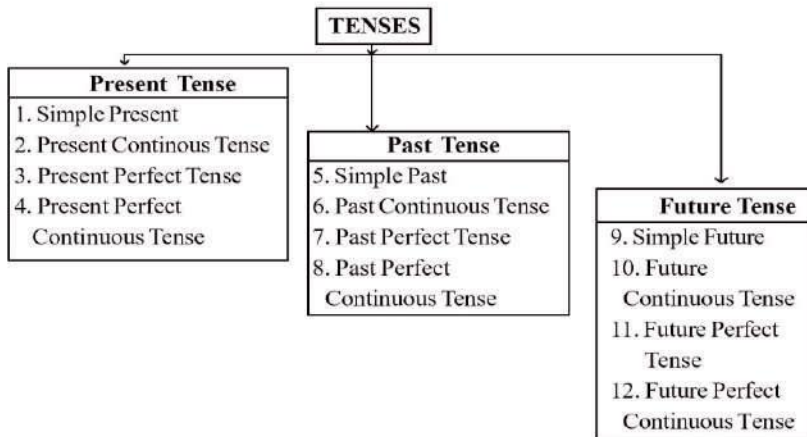 TENSES
Present Tense
1. Simple Present
2. Present Continous Tense
3. Present Perfect Tense
4. Present Perfect
Continuous Tense
Past Tense
5. Simple Past
6. Past Continuous Tense
7. Past Perfect Tense
8. Past Perfect
Continuous Tense
Future Tense
9. Simple Future
10. Future
Continuous Tense
11. Future Perfect
Tense
12. Future Perfect
Continuous Tense